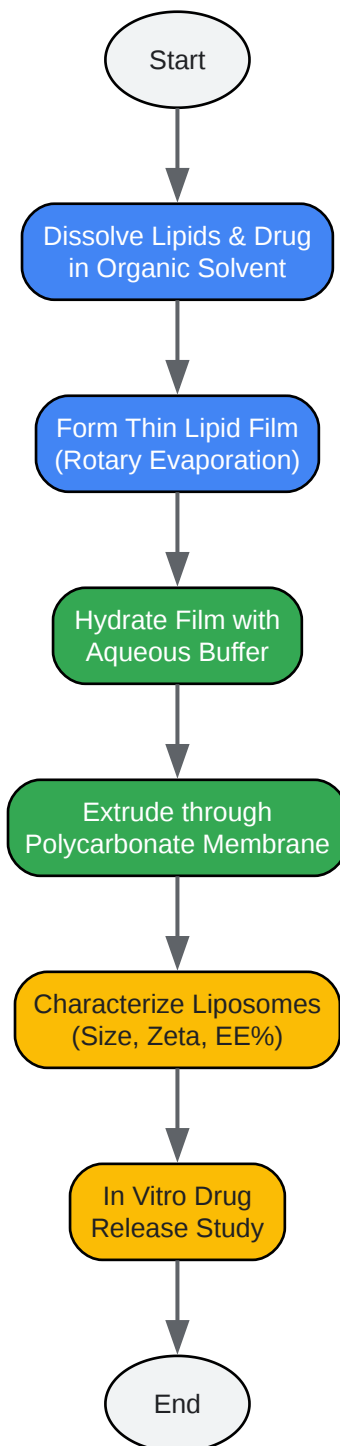 Start
Dissolve Lipids & Drug
in Organic Solvent
Form Thin Lipid Film
(Rotary Evaporation)
Hydrate Film with
Aqueous Buffer
Extrude through
Polycarbonate Membrane
Characterize Liposomes
(Size, Zeta, EE%)
In Vitro Drug
Release Study
End